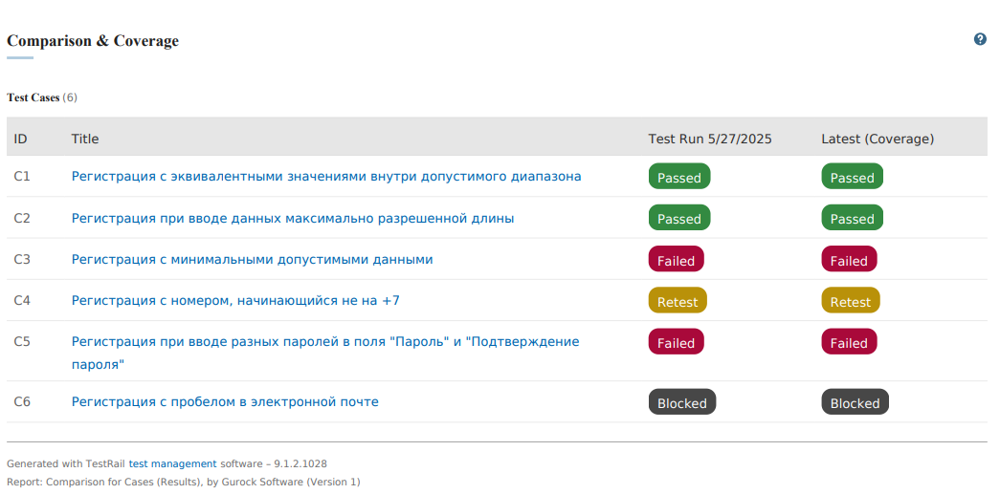 Comparison & Coverage
Test Cases (6)
ID Title Test Run 5/27/2025 Latest (Coverage)
C1 Регистрация с эквивалентными значениями внутри допустимого диапазона Passed Passed
C2 Регистрация при вводе данных максимально разрешенной длины Passed Passed
C3 Регистрация с минимальными допустимыми данными Failed Failed
C4 Регистрация с номером, начинающийся не на +7 Retest Retest
C5 Регистрация при вводе разных паролей в поля "Пароль" и "Подтверждение Failed Failed
пароля"
C6 Регистрация с пробелом в электронной почте Blocked Blocked
Generated with TestRail test management software – 9.1.2.1028
Report: Comparison for Cases (Results), by Gurock Software (Version 1)